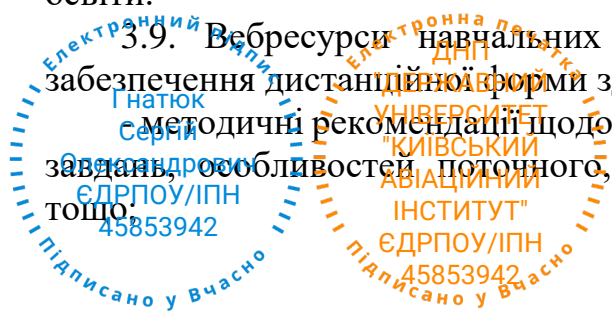 освіти.
3.9. Вебресурси навчальних
забезпечення дистанційної форми з
- методичні рекомендації щодо
завдань, особливостей поточного,
тощо;
Електронний підпис
Гнатюк
Сергій
Олександрович
ЄДРПОУ/ІПН
45853942
Підписано у Вчасно
Електронна печатка
ДНП
"ДЕРЖАВНИЙ
УНІВЕРСИТЕТ
"КИЇВСЬКИЙ
АВІАЦІЙНИЙ
ІНСТИТУТ"
ЄДРПОУ/ІПН
45853942
Підписано у Вчасно